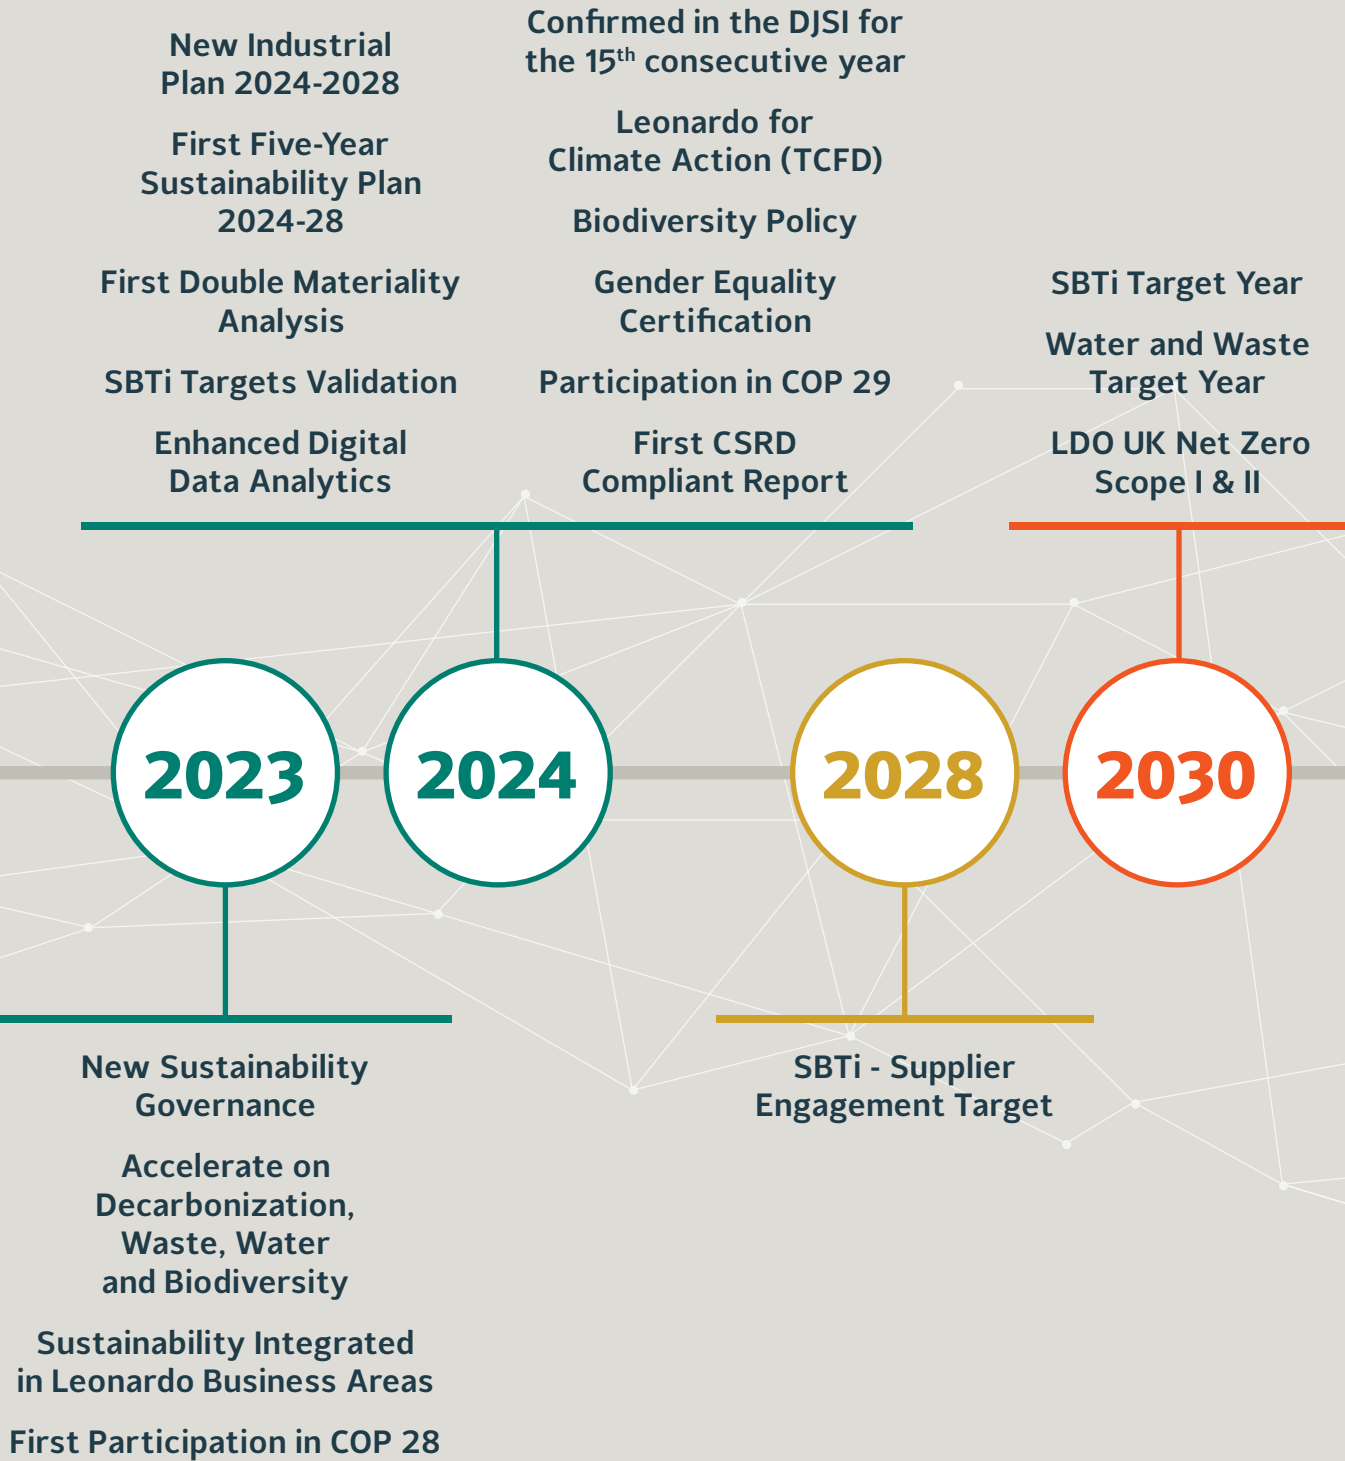 New Industrial
Plan 2024-2028
First Five-Year
Sustainability Plan
2024-28
First Double Materiality
Analysis
SBTi Targets Validation
Enhanced Digital
Data Analytics
Confirmed in the DJSI for
the 15th consecutive year
Leonardo for
Climate Action (TCFD)
Biodiversity Policy
Gender Equality
Certification
Participation in COP 29
First CSRD
Compliant Report
SBTi Target Year
Water and Waste
Target Year
LDO UK Net Zero
Scope I & II
2023
2024
2028
2030
New Sustainability
Governance
Accelerate on
Decarbonization,
Waste, Water
and Biodiversity
Sustainability Integrated
in Leonardo Business Areas
First Participation in COP 28
SBTi - Supplier
Engagement Target